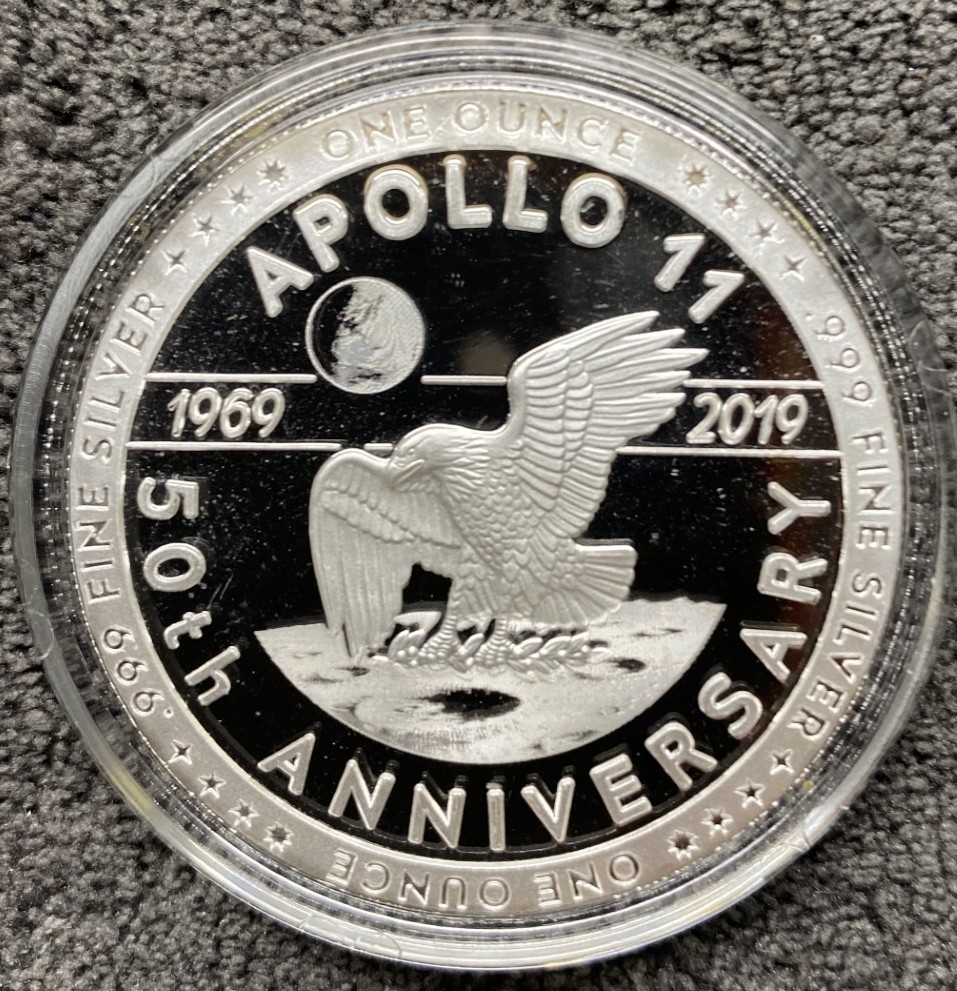 ONE OUNCE
.999 FINE SILVER
ONE OUNCE
.999 FINE SILVER
APOLLO 11
1969
2019
50th ANNIVERSARY